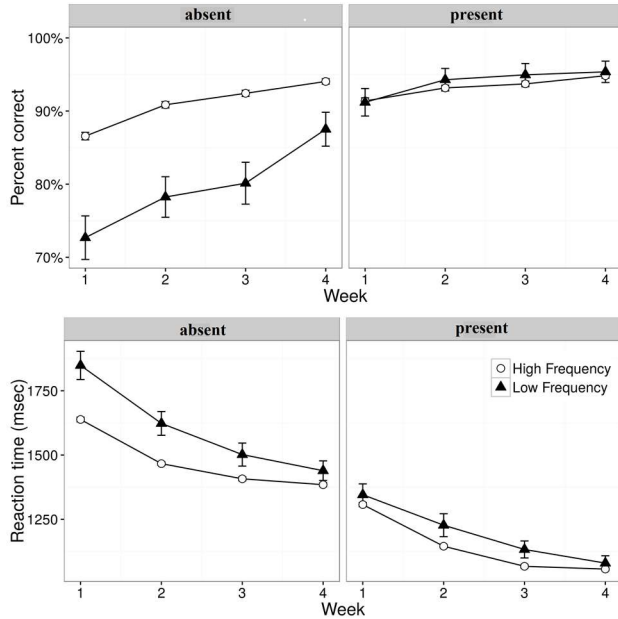 absent
present
100%
90%
80%
70%
Percent correct
1 2 3 4
1 2 3 4
Week
Week
absent
present
1750
1500
1250
Reaction time (msec)
High Frequency
Low Frequency
1 2 3 4
1 2 3 4
Week
Week